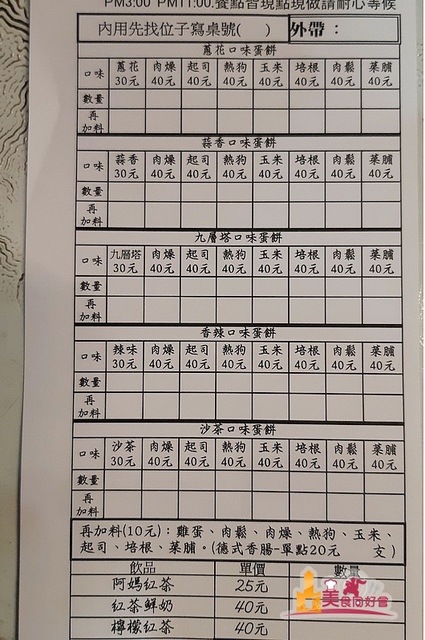 PM3:00 PM11:00.餐點皆現點現做請耐心等候
內用先找位子寫桌號( ) 外帶：
蔥花口味蛋餅
口味 蔥花30元 肉燥40元 起司40元 熱狗40元 玉米40元 培根40元 肉鬆40元 菜脯40元
數量
再加料
蒜香口味蛋餅
口味 蒜香30元 肉燥40元 起司40元 熱狗40元 玉米40元 培根40元 肉鬆40元 菜脯40元
數量
再加料
九層塔口味蛋餅
口味 九層塔30元 肉燥40元 起司40元 熱狗40元 玉米40元 培根40元 肉鬆40元 菜脯40元
數量
再加料
香辣口味蛋餅
口味 辣味30元 肉燥40元 起司40元 熱狗40元 玉米40元 培根40元 肉鬆40元 菜脯40元
數量
再加料
沙茶口味蛋餅
口味 沙茶30元 肉燥40元 起司40元 熱狗40元 玉米40元 培根40元 肉鬆40元 菜脯40元
數量
再加料
再加料(10元)：雞蛋、肉鬆、肉燥、熱狗、玉米、
起司、培根、菜脯。(德式香腸-單點20元 支)
飲品 單價 數量
阿媽紅茶 25元
紅茶鮮奶 40元
檸檬紅茶 40元
美食同好會